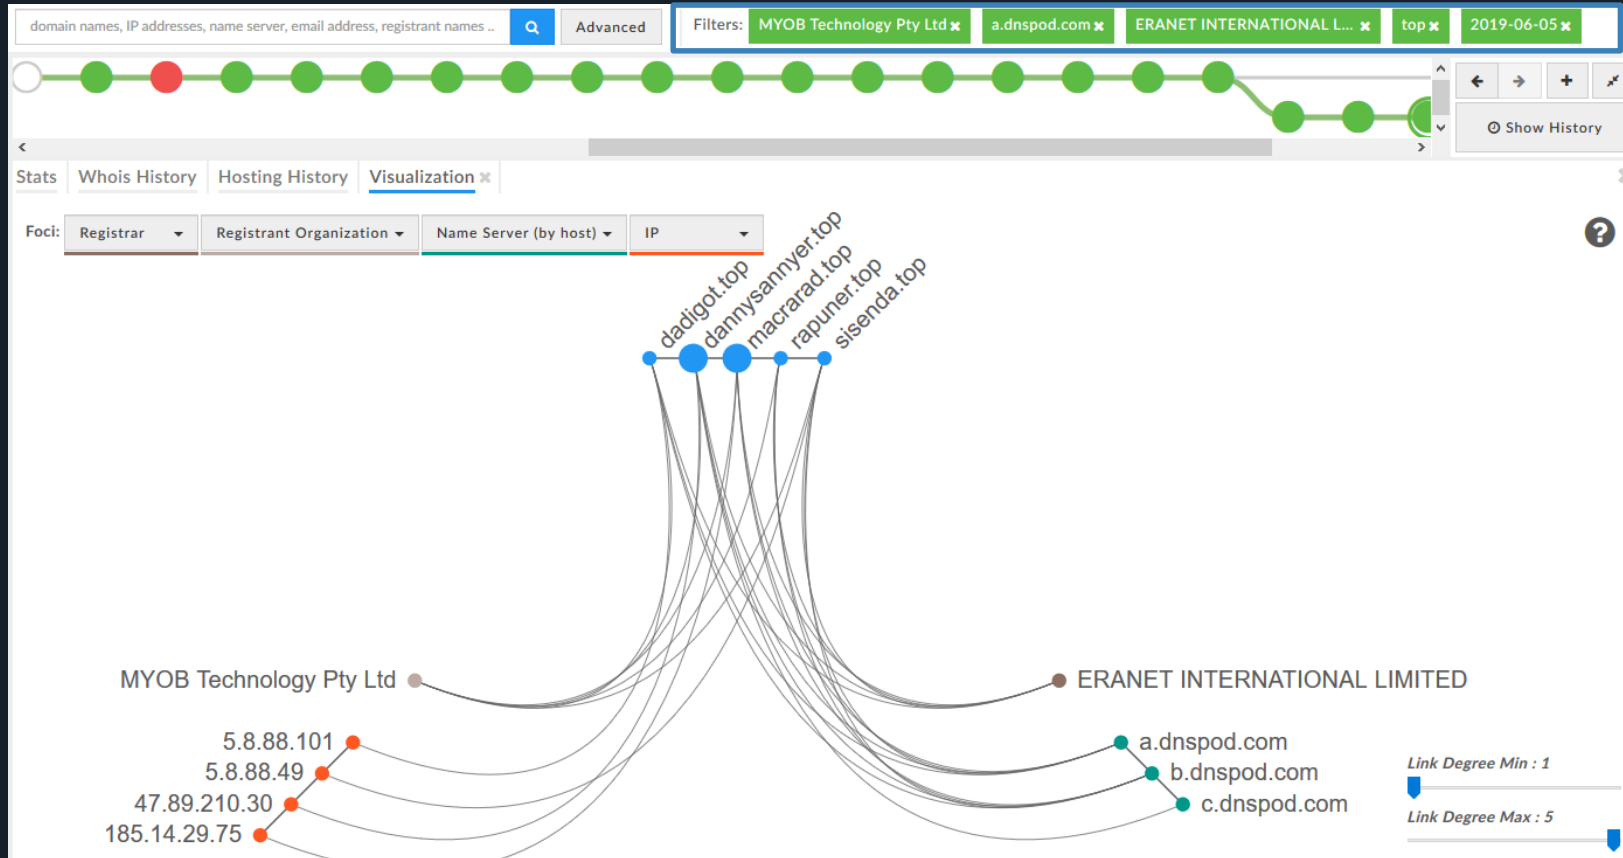 domain names, IP addresses, name server, email address, registrant names ..
Advanced
Filters:
MYOB Technology Pty Ltd ×
a.dnspod.com ×
ERANET INTERNATIONAL L... ×
top ×
2019-06-05 ×
Show History
Stats
Whois History
Hosting History
Visualization ×
Foci:
Registrar
Registrant Organization
Name Server (by host)
IP
?
dadigot.top
dannysannyer.top
macrarad.top
rapuner.top
sisenda.top
MYOB Technology Pty Ltd
ERANET INTERNATIONAL LIMITED
5.8.88.101
5.8.88.49
47.89.210.30
185.14.29.75
a.dnspod.com
b.dnspod.com
c.dnspod.com
Link Degree Min : 1
Link Degree Max : 5